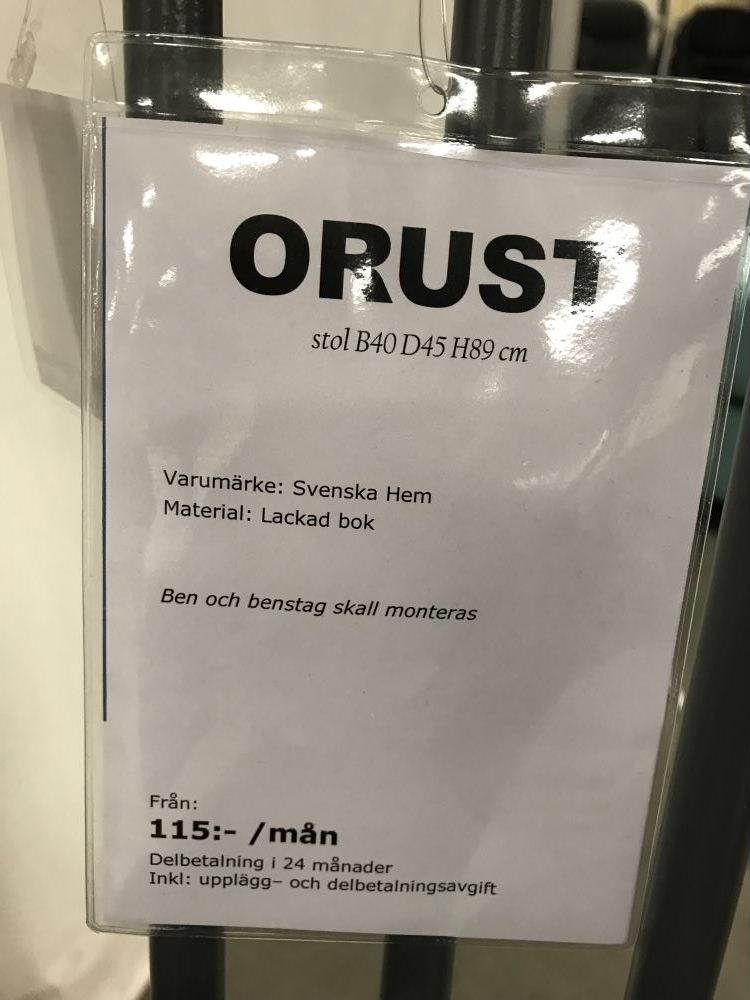 ORUST
stol B40 D45 H89 cm
Varumärke: Svenska Hem
Material: Lackad bok
Ben och benstag skall monteras
Från:
115:- /mån
Delbetalning i 24 månader
Inkl: upplägg- och delbetalningsavgift